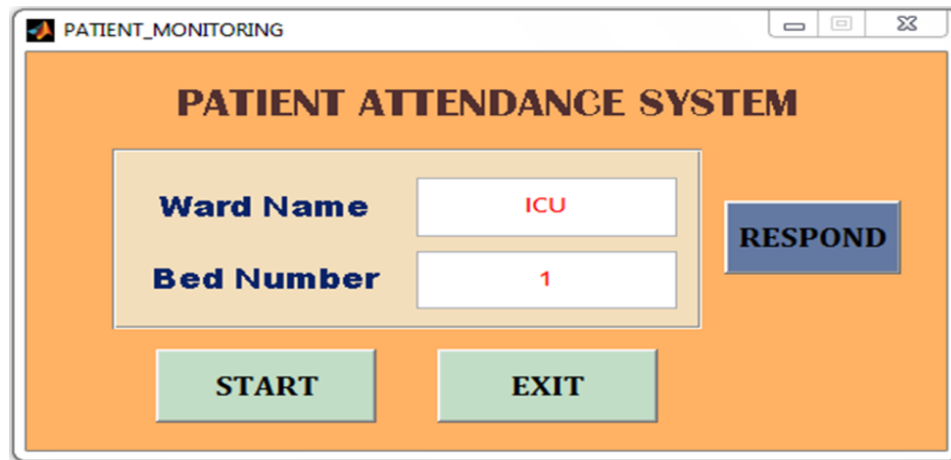 PATIENT_MONITORING
PATIENT ATTENDANCE SYSTEM
Ward Name ICU
RESPOND
Bed Number 1
START EXIT